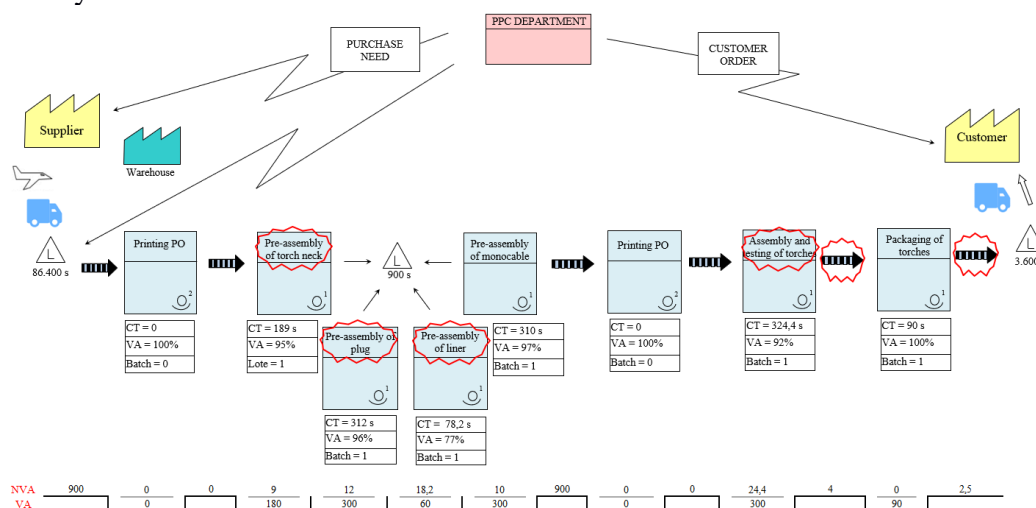 PPC DEPARTMENT
PURCHASE
NEED
CUSTOMER
ORDER
Supplier
Customer
Warehouse
L
86.400 s
Printing PO
2
CT = 0
VA = 100%
Batch = 0
Pre-assembly
of torch neck
1
CT = 189 s
VA = 95%
Lote = 1
L
900 s
Pre-assembly
of monocable
1
CT = 310 s
VA = 97%
Batch = 1
Pre-assembly of
plug
1
CT = 312 s
VA = 96%
Batch = 1
Pre-assembly
of liner
1
CT = 78,2 s
VA = 77%
Batch = 1
Printing PO
2
CT = 0
VA = 100%
Batch = 0
Assembly and
testing of torches
1
CT = 324,4 s
VA = 92%
Batch = 1
Packaging of
torches
1
CT = 90 s
VA = 100%
Batch = 1
L
3.600
NVA 900 0 0 9 12 18,2 10 900 0 0 24,4 4 0 2,5
VA 0 180 300 60 300 0 300 90